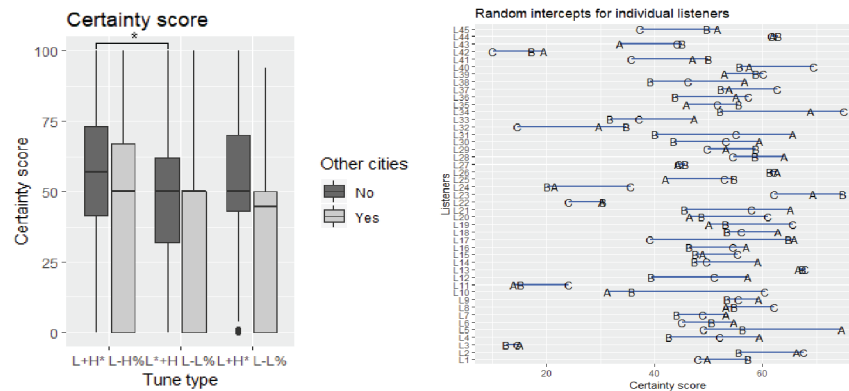 Certainty score
*
100
75
50
25
0
Certainty score
L+H* L-H% L*+H L-L% L+H* L-L%
Tune type
Other cities
No
Yes
Random intercepts for individual listeners
Listeners
L45 C B A
L44
L43
L42 C B A
L41 A A B
L40 B C A
L39 A B C
L38 C B A
L37 B A C
L36 B A C
L35 A C B
L34 C A C
L33 B C A
L32 C A B
L31 A C B
L30 B C A
L29 C A B
L28 C B A
L27
L26
L25 A C B
L24 B A C
L23 C A B
L22 C B
L21 B C A
L20 A B C
L19 B A C
L18 B C A
L17 C B A
L16 A B C
L15 B A C
L14 B C A
L13
L12 A C B
L11 A B C
L10 A B C
L9 B C A
L8 A B C
L7 A C B
L6 C B A
L5 C B A
L4 B C A
L3
L2 B A C
L1 C A B
20
40
60
Certainty score